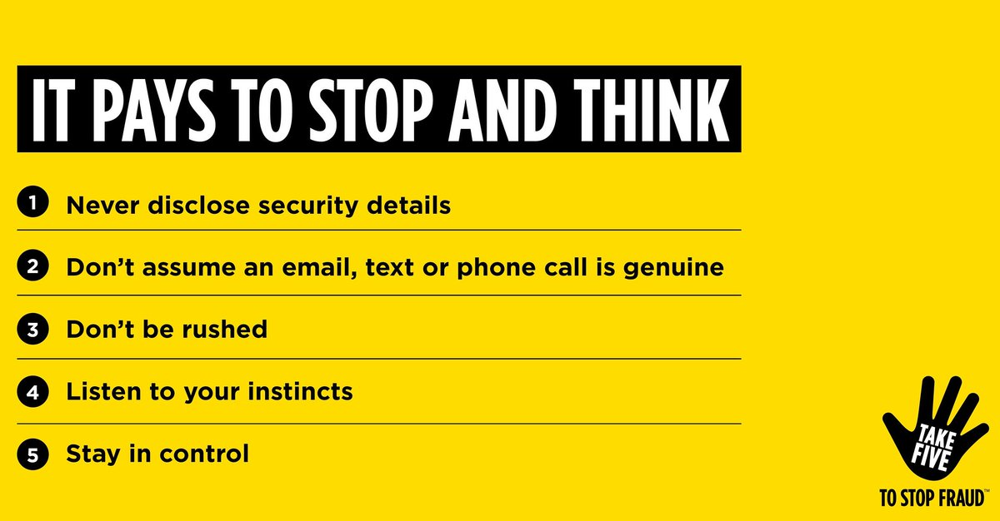 IT PAYS TO STOP AND THINK
1 Never disclose security details
2 Don’t assume an email, text or phone call is genuine
3 Don’t be rushed
4 Listen to your instincts
5 Stay in control
TAKE
FIVE
TO STOP FRAUD™